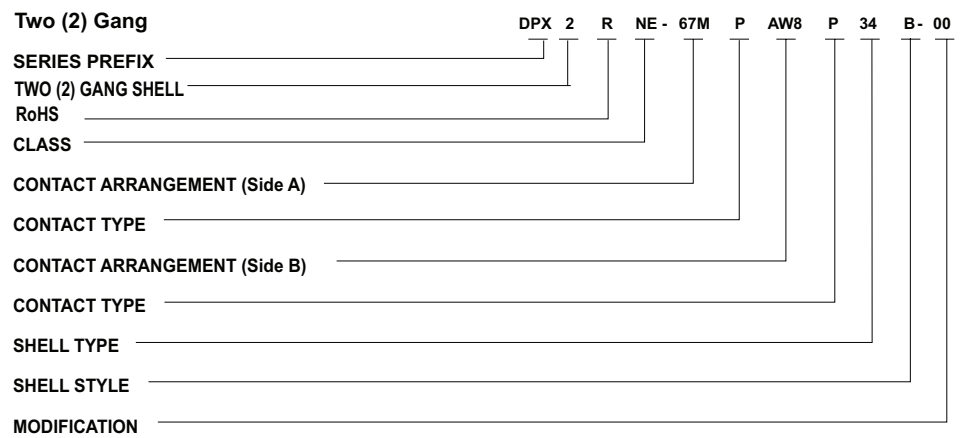 Two (2) Gang
DPX 2 R NE - 67M P AW8 P 34 B - 00
SERIES PREFIX
TWO (2) GANG SHELL
RoHS
CLASS
CONTACT ARRANGEMENT (Side A)
CONTACT TYPE
CONTACT ARRANGEMENT (Side B)
CONTACT TYPE
SHELL TYPE
SHELL STYLE
MODIFICATION